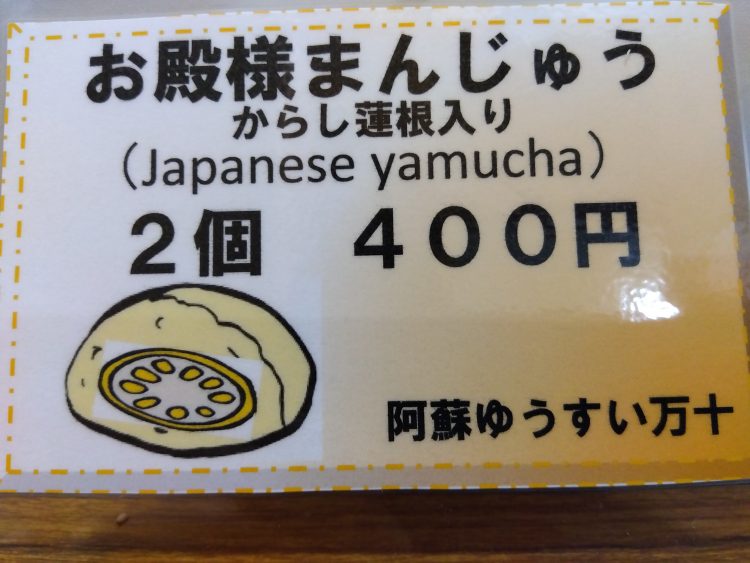 お殿様まんじゅう
からし蓮根入り
（Japanese yamucha）
２個　４００円
阿蘇ゆうすい万十